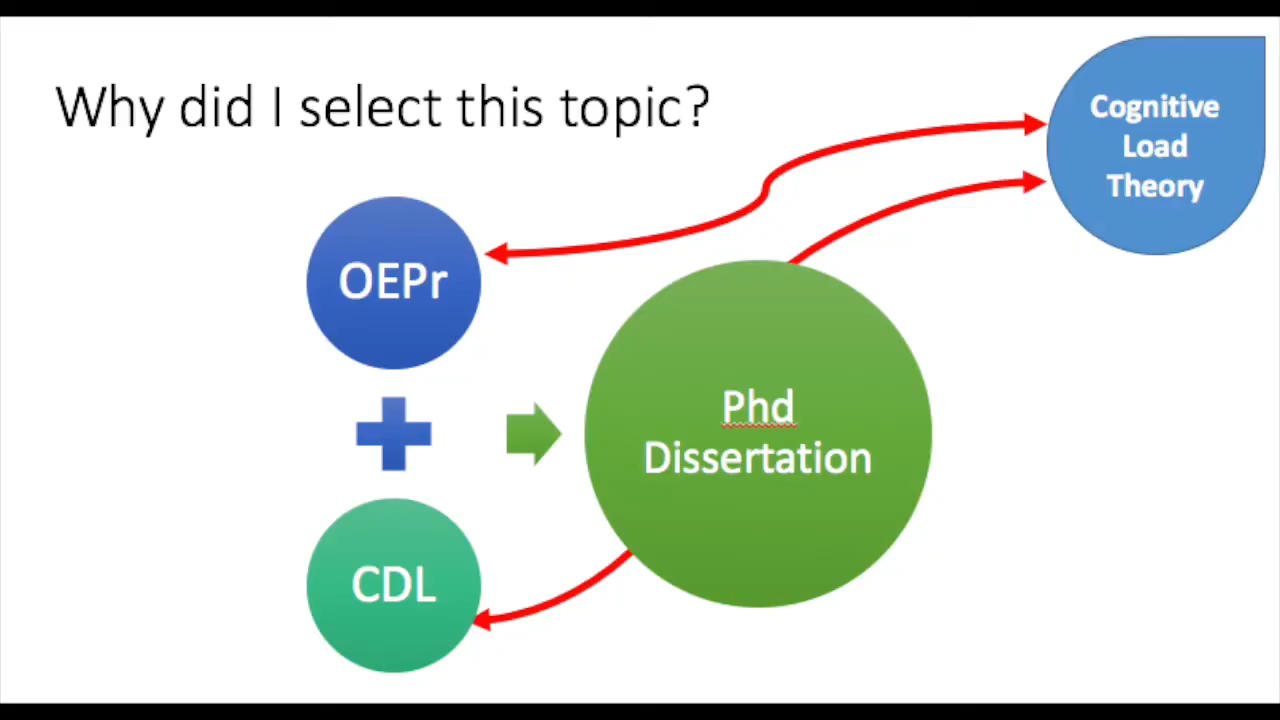 Why did I select this topic?
Cognitive
Load
Theory
OEPr
Phd
Dissertation
CDL